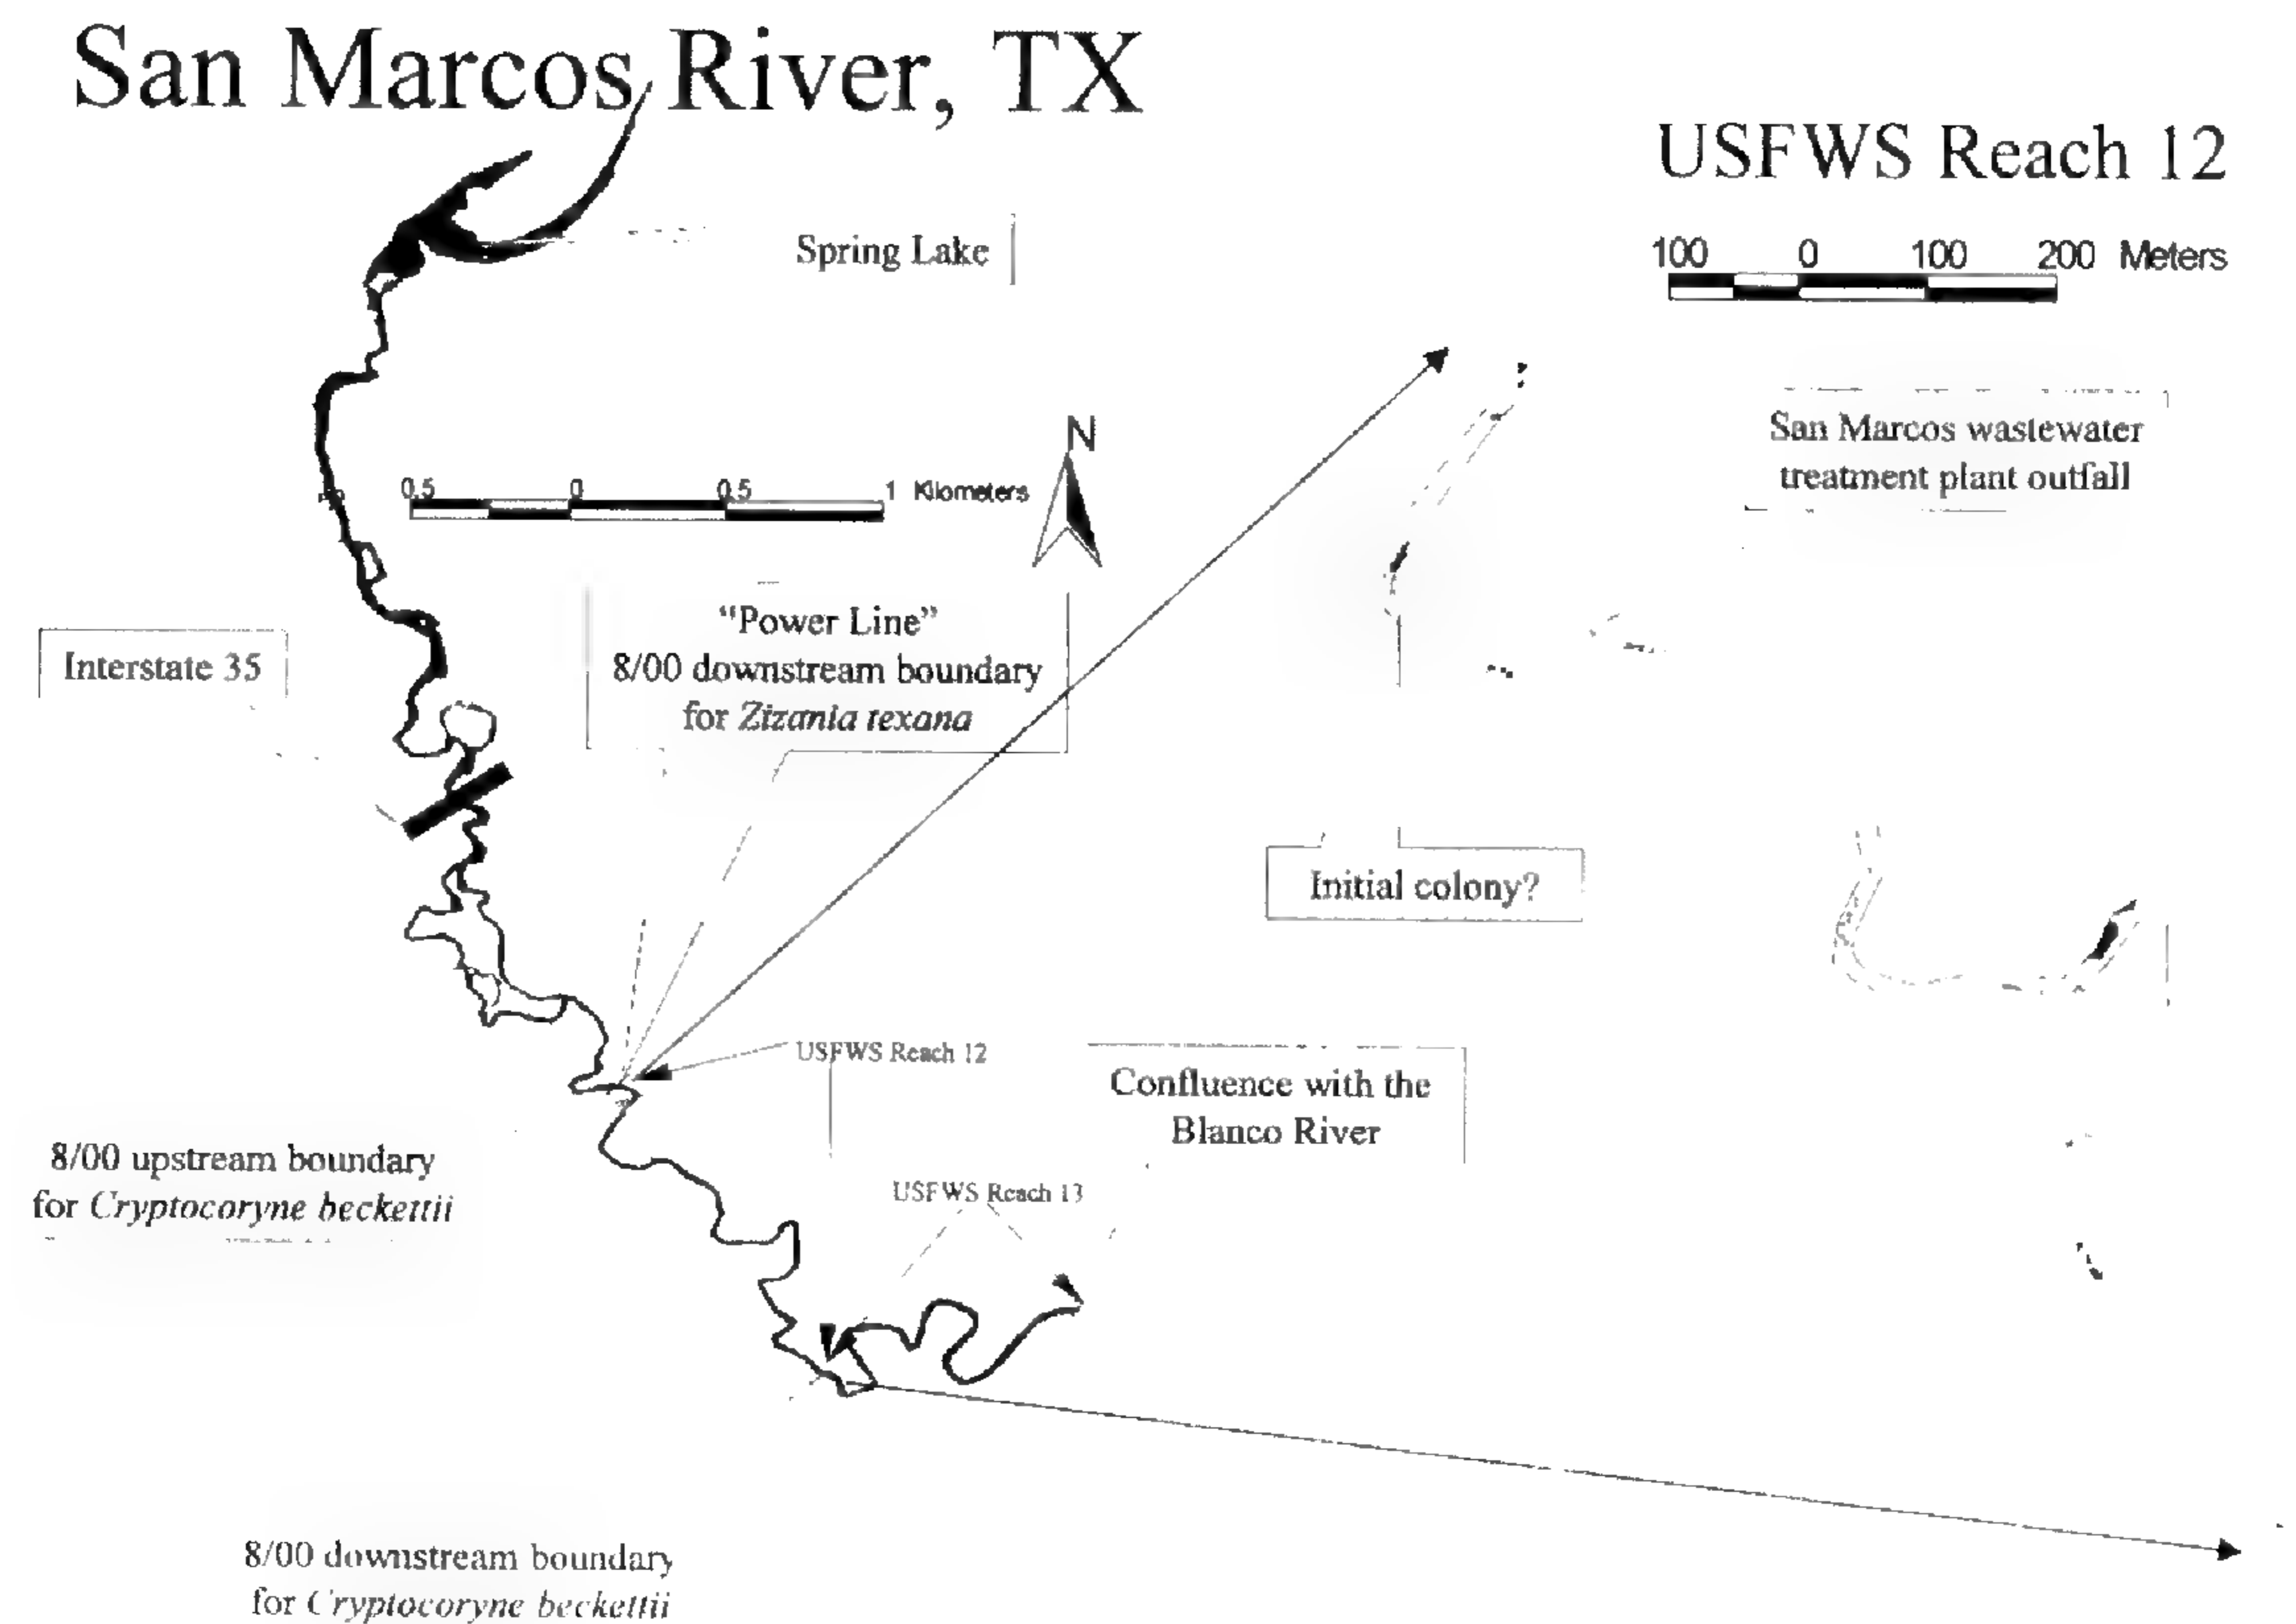 San Marcos River, TX
USFWS Reach 12
100 0 100 200 Meters
Spring Lake
San Marcos wastewater
treatment plant outfall
N
0.5 0 0.5 1 Kilometers
"Power Line"
8/00 downstream boundary
for Zizania texana
Interstate 35
Initial colony?
USFWS Reach 12
Confluence with the
Blanco River
8/00 upstream boundary
for Cryptocoryne beckettii
USFWS Reach 13
8/00 downstream boundary
for Cryptocoryne beckettii